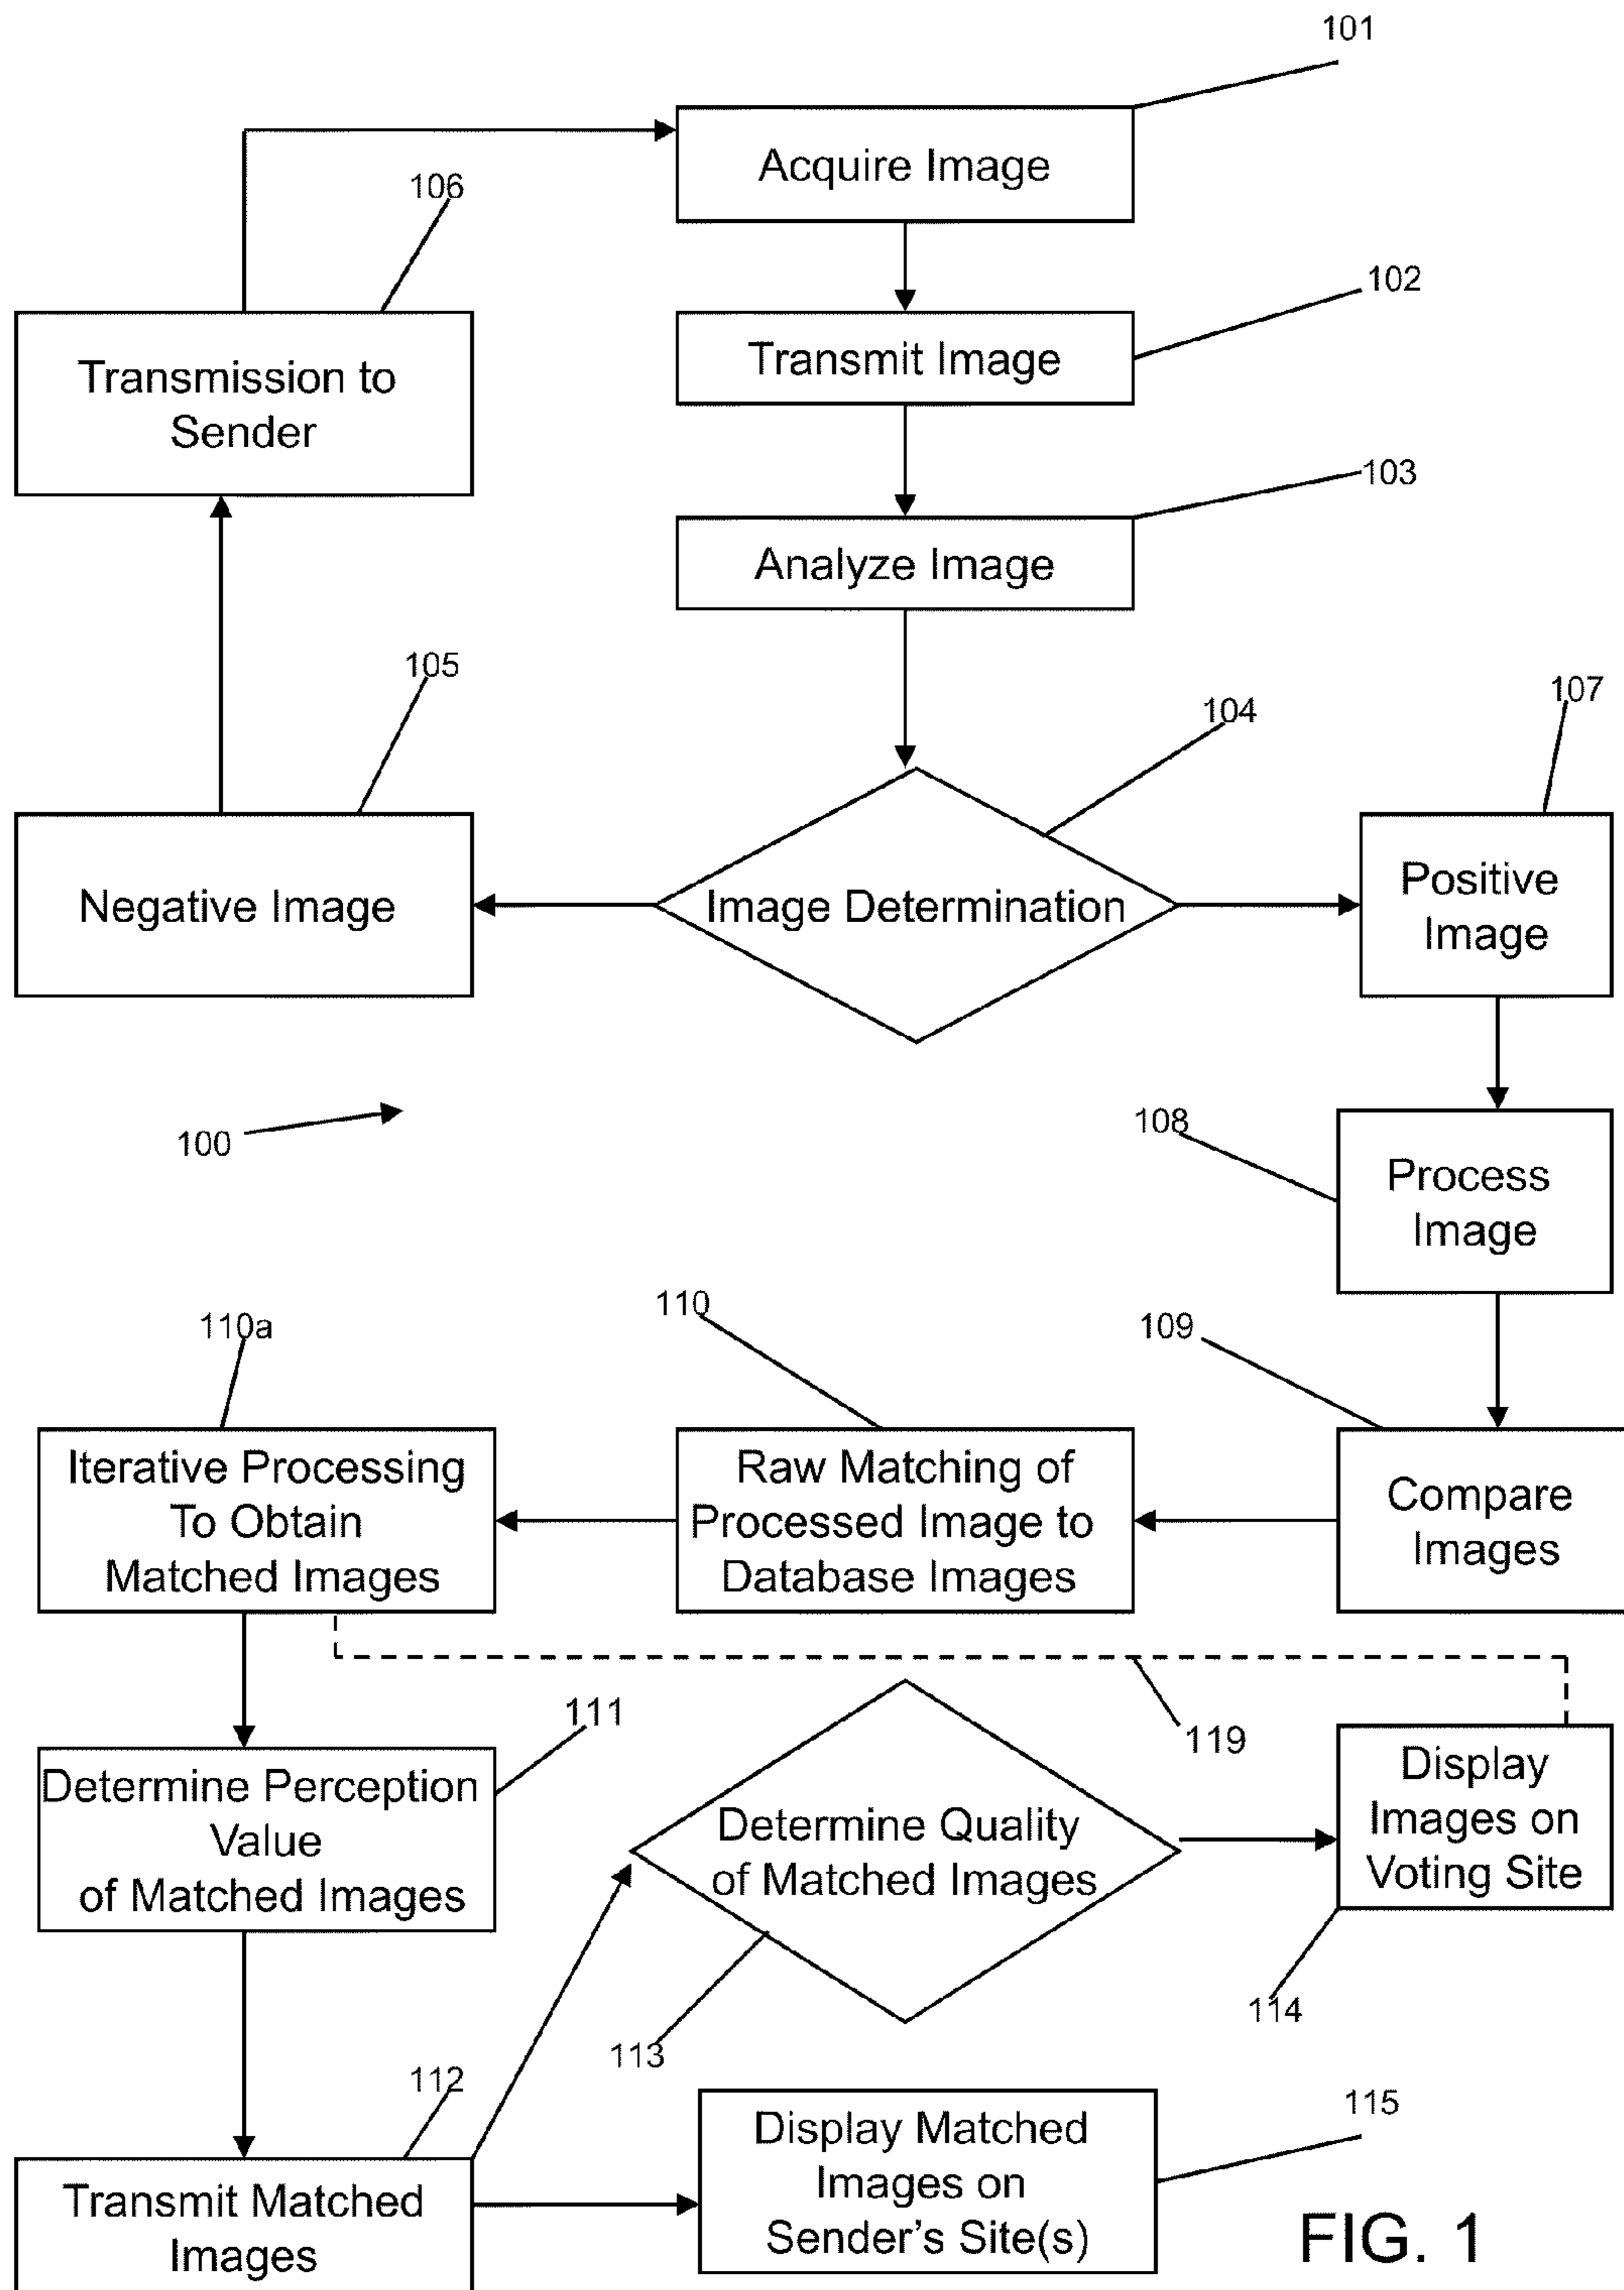 101
Acquire Image
106
102
Transmit Image
Transmission to
Sender
103
Analyze Image
105
107
104
Negative Image
Image Determination
Positive
Image
100
108
Process
Image
110a
110
109
Iterative Processing
To Obtain
Matched Images
Raw Matching of
Processed Image to
Database Images
Compare
Images
111
119
Determine Perception
Value
of Matched Images
Determine Quality
of Matched Images
Display
Images on
Voting Site
114
113
112
115
Transmit Matched
Images
Display Matched
Images on
Sender’s Site(s)
FIG. 1